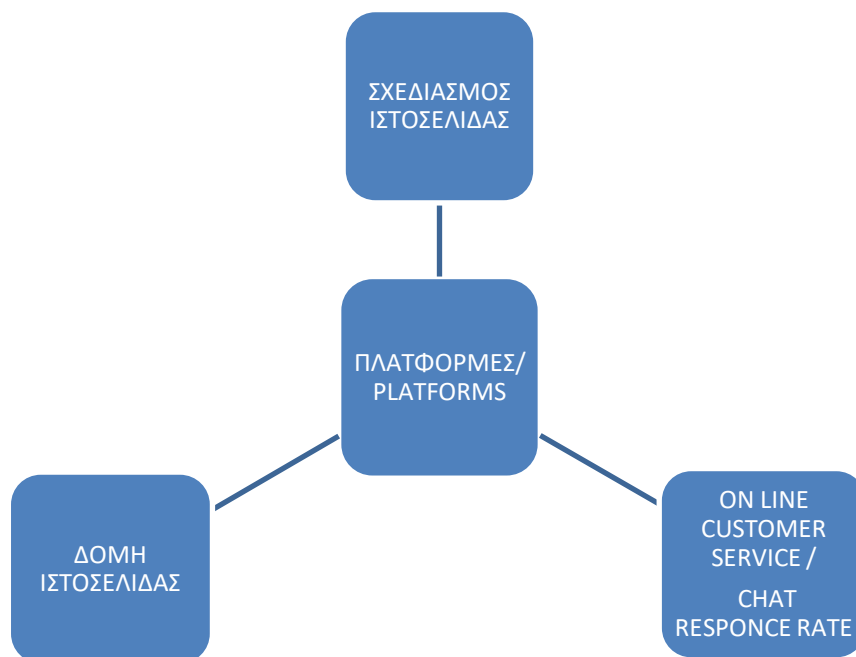 ΣΧΕΔΙΑΣΜΟΣ
ΙΣΤΟΣΕΛΙΔΑΣ
ΠΛΑΤΦΟΡΜΕΣ/
PLATFORMS
ΔΟΜΗ
ΙΣΤΟΣΕΛΙΔΑΣ
ON LINE
CUSTOMER
SERVICE /
CHAT
RESPONCE RATE